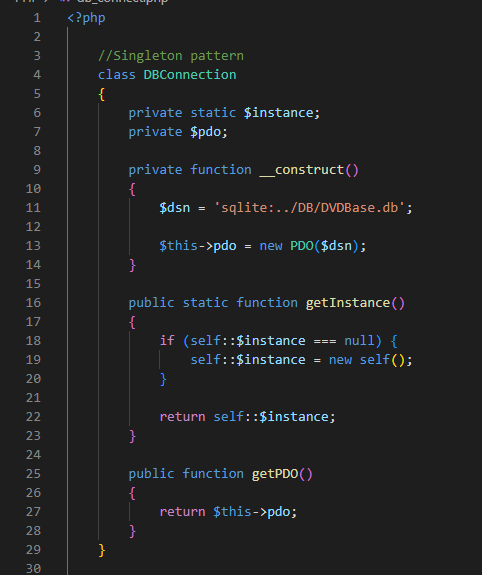 db_connect.php
1 <?php
2
3 //Singleton pattern
4 class DBConnection
5 {
6 private static $instance;
7 private $pdo;
8
9 private function __construct()
10 {
11 $dsn = 'sqlite:../DB/DVDBase.db';
12
13 $this->pdo = new PDO($dsn);
14 }
15
16 public static function getInstance()
17 {
18 if (self::$instance === null) {
19 self::$instance = new self();
20 }
21
22 return self::$instance;
23 }
24
25 public function getPDO()
26 {
27 return $this->pdo;
28 }
29 }
30